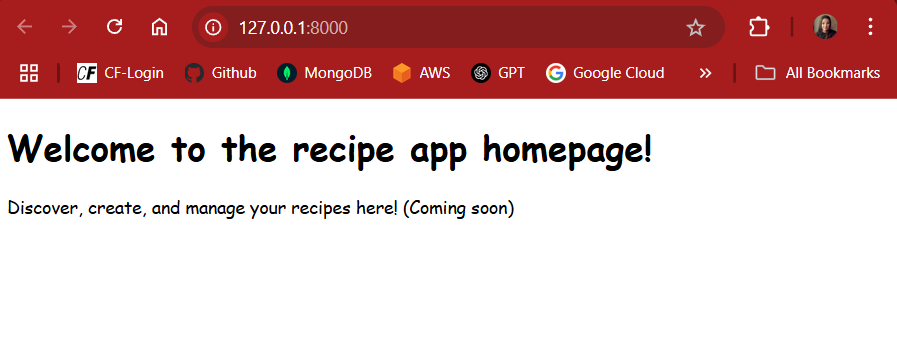 127.0.0.1:8000
CF CF-Login Github MongoDB AWS GPT G Google Cloud » All Bookmarks
Welcome to the recipe app homepage!
Discover, create, and manage your recipes here! (Coming soon)